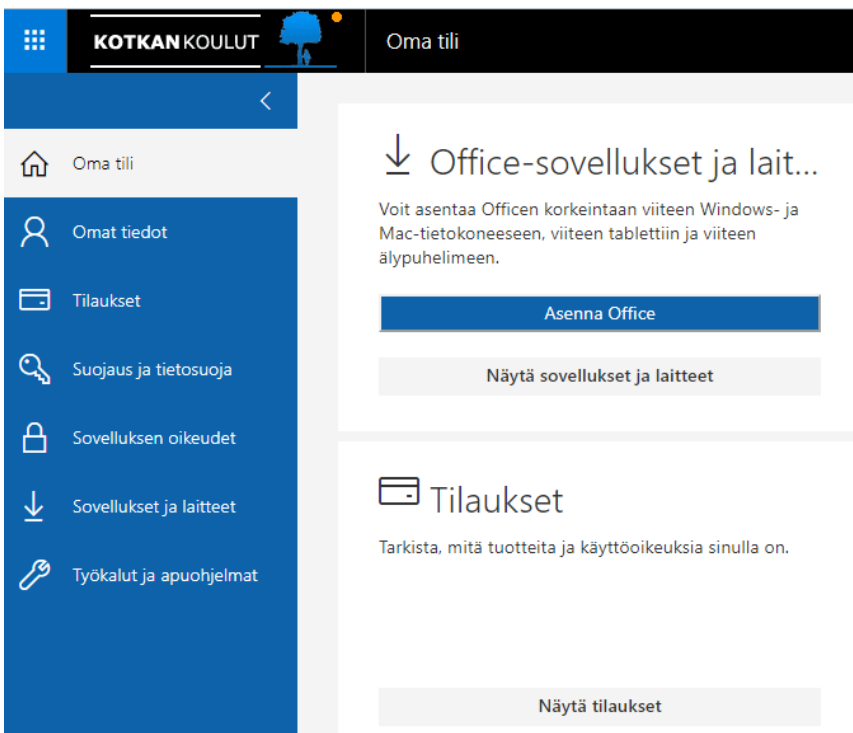 KOTKANKOULUT
Oma tili
Oma tili
Omat tiedot
Tilaukset
Suojaus ja tietosuoja
Sovelluksen oikeudet
Sovellukset ja laitteet
Työkalut ja apuohjelmat
Office-sovellukset ja lait...
Voit asentaa Officen korkeintaan viiteen Windows- ja
Mac-tietokoneeseen, viiteen tablettiin ja viiteen
älypuhelimeen.
Asenna Office
Näytä sovellukset ja laitteet
Tilaukset
Tarkista, mitä tuotteita ja käyttöoikeuksia sinulla on.
Näytä tilaukset